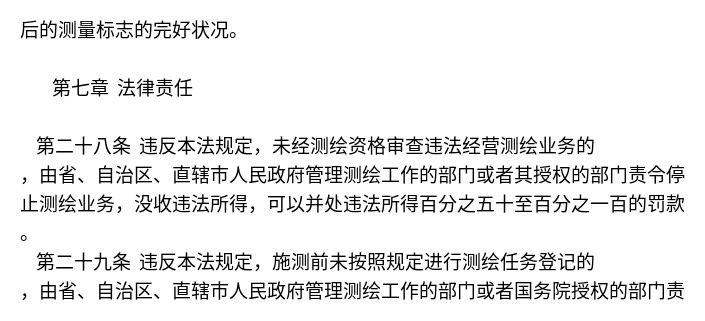 后的测量标志的完好状况。
第七章 法律责任
第二十八条 违反本法规定，未经测绘资格审查违法经营测绘业务的
，由省、自治区、直辖市人民政府管理测绘工作的部门或者其授权的部门责令停
止测绘业务，没收违法所得，可以并处违法所得百分之五十至百分之一百的罚款
。
第二十九条 违反本法规定，施测前未按照规定进行测绘任务登记的
，由省、自治区、直辖市人民政府管理测绘工作的部门或者国务院授权的部门责